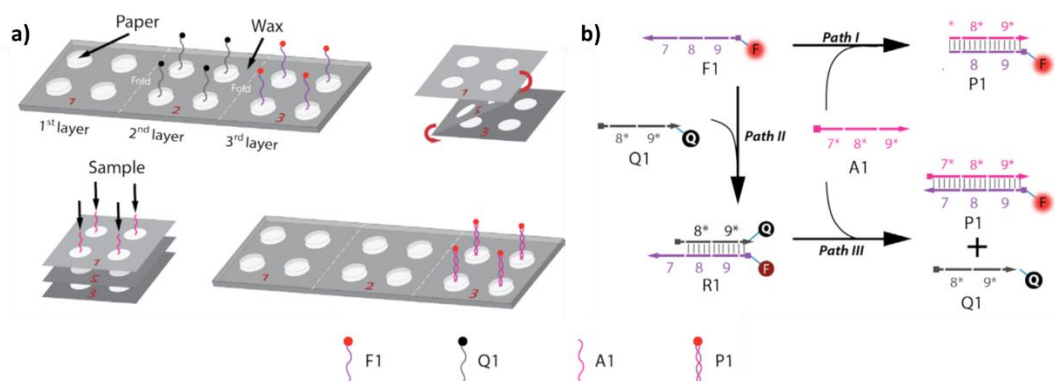 a)
Paper
Wax
Fold
Fold
1
2
3
1st layer
2nd layer
3rd layer
1
3
Sample
1
2
3
1
2
3
b)
F1
7 8 9
F
Path I
* 8* 9*
8 9
F
P1
Path II
8* 9*
Q
Q1
7* 8* 9*
A1
7* 8* 9*
7 8 9
F
P1
+
8* 9*
Q
Q1
8* 9*
Q
7 8 9
F
R1
Path III
F1
Q1
A1
P1